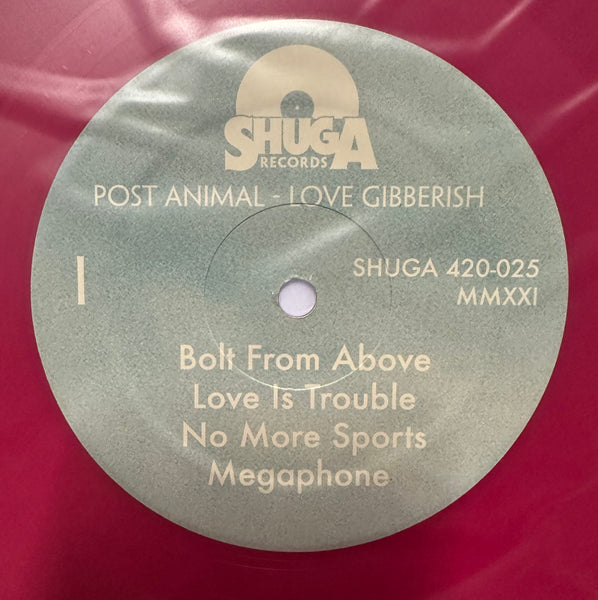 SHUGA
RECORDS
POST ANIMAL - LOVE GIBBERISH
I
SHUGA 420-025
MMXXI
Bolt From Above
Love Is Trouble
No More Sports
Megaphone